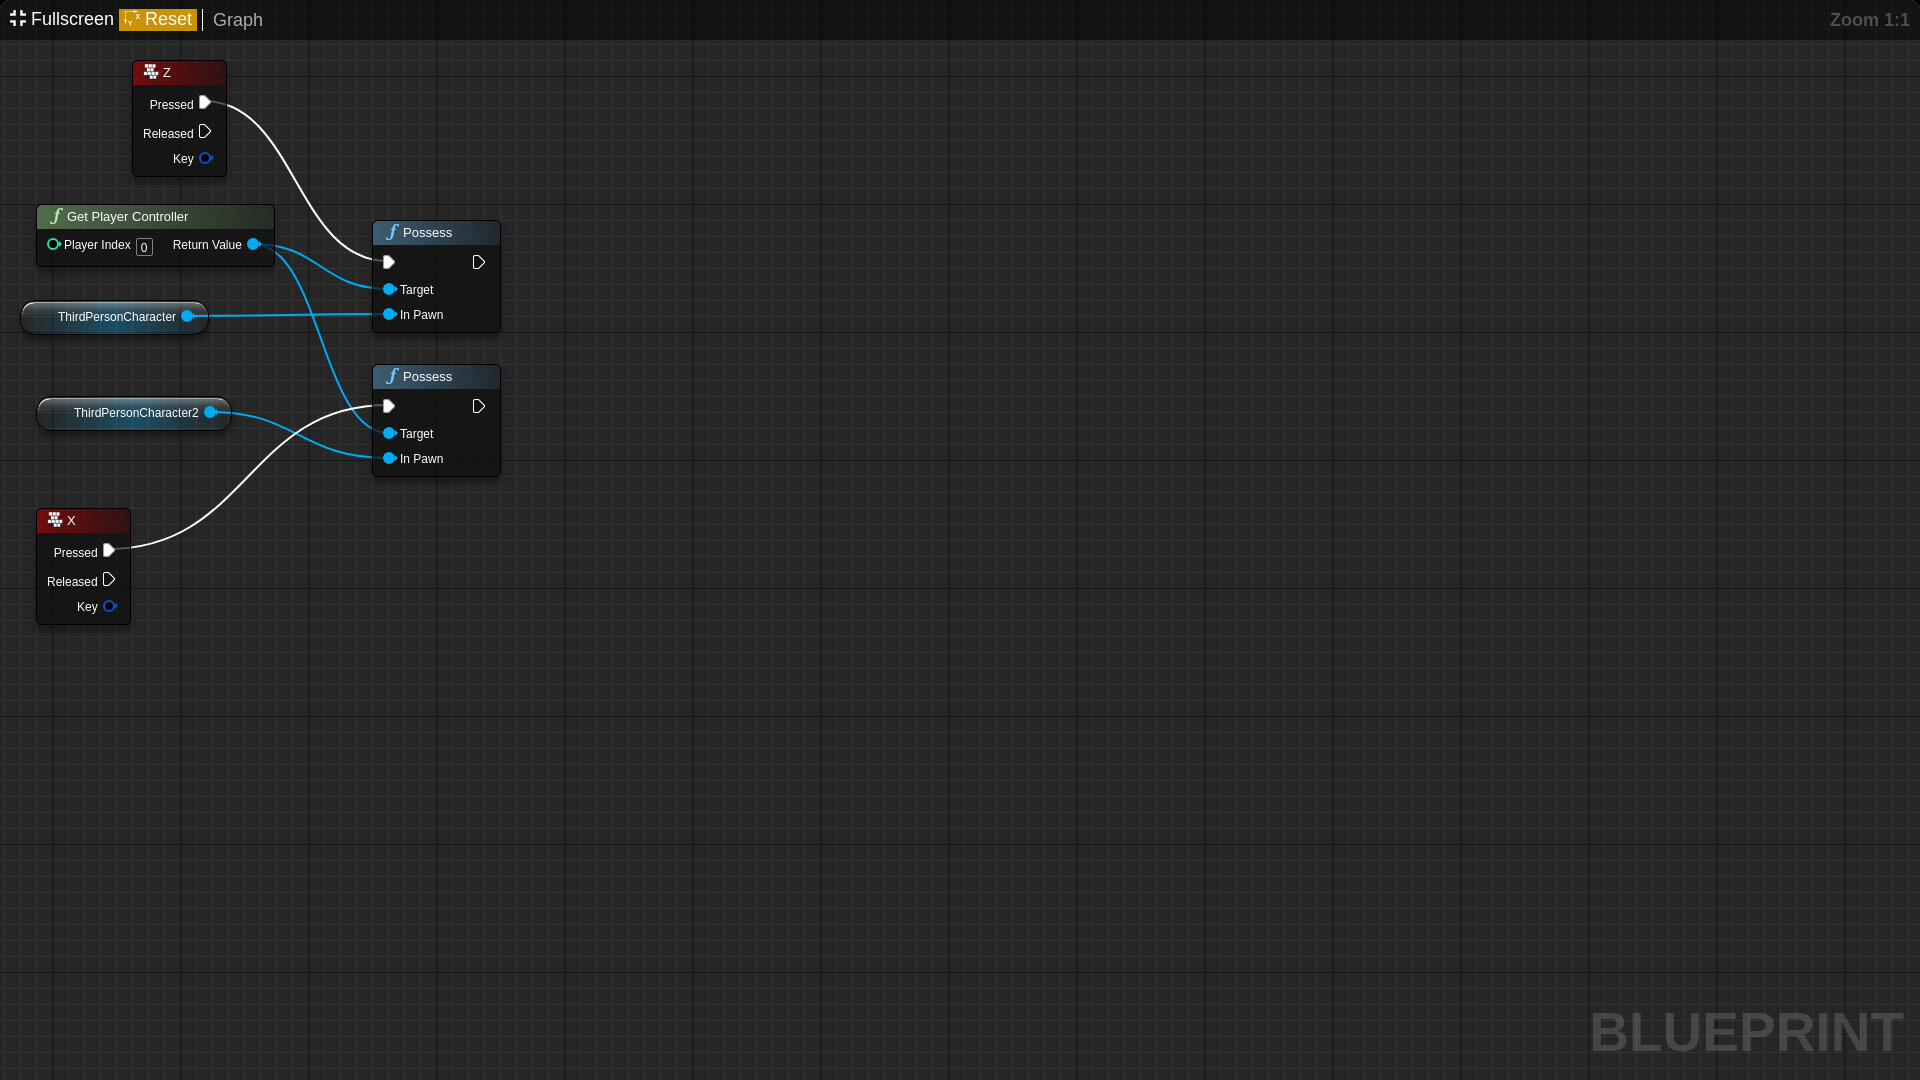 Fullscreen Reset Graph Zoom 1:1
Z
Pressed
Released
Key
Get Player Controller
Player Index 0 Return Value
ThirdPersonCharacter
Possess
Target
In Pawn
ThirdPersonCharacter2
Possess
Target
In Pawn
X
Pressed
Released
Key
BLUEPRINT